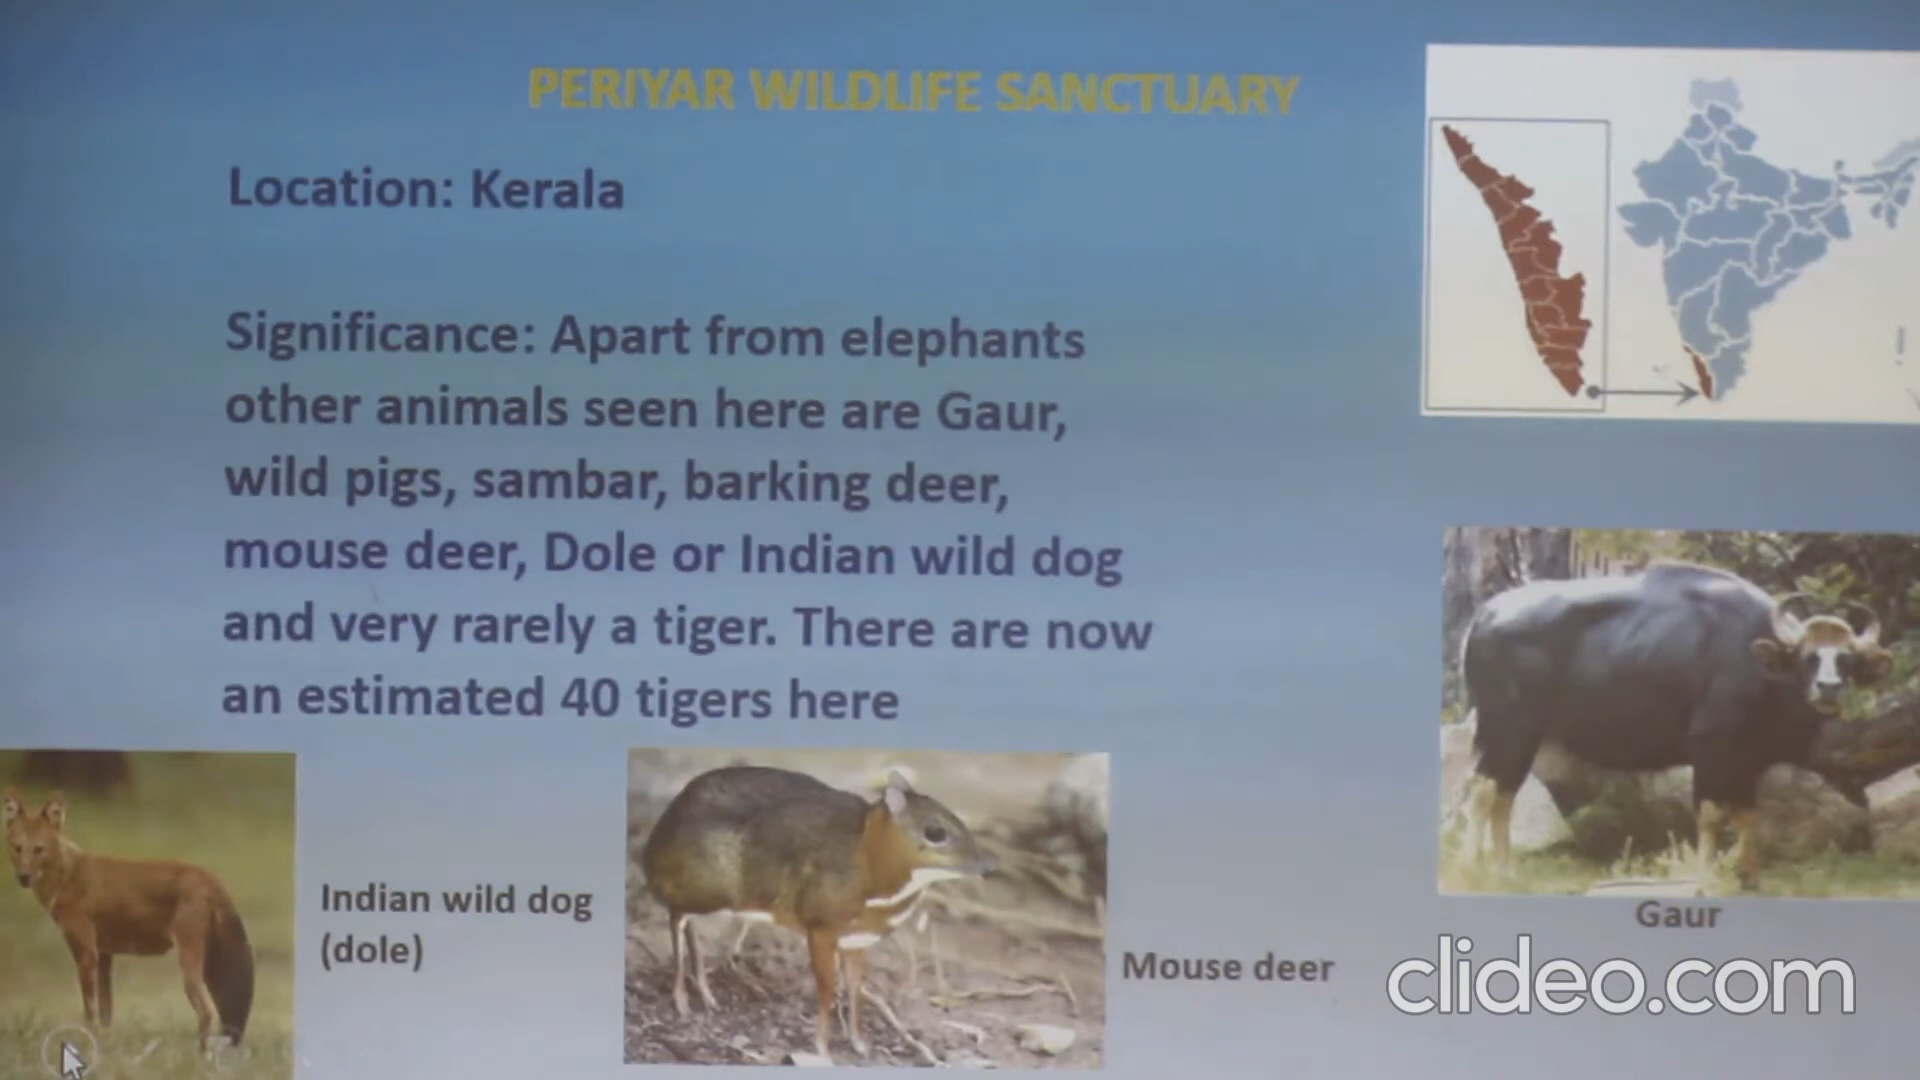 PERIYAR WILDLIFE SANCTUARY
Location: Kerala
Significance: Apart from elephants
other animals seen here are Gaur,
wild pigs, sambar, barking deer,
mouse deer, Dole or Indian wild dog
and very rarely a tiger. There are now
an estimated 40 tigers here
Indian wild dog
(dole)
Mouse deer
Gaur
clideo.com